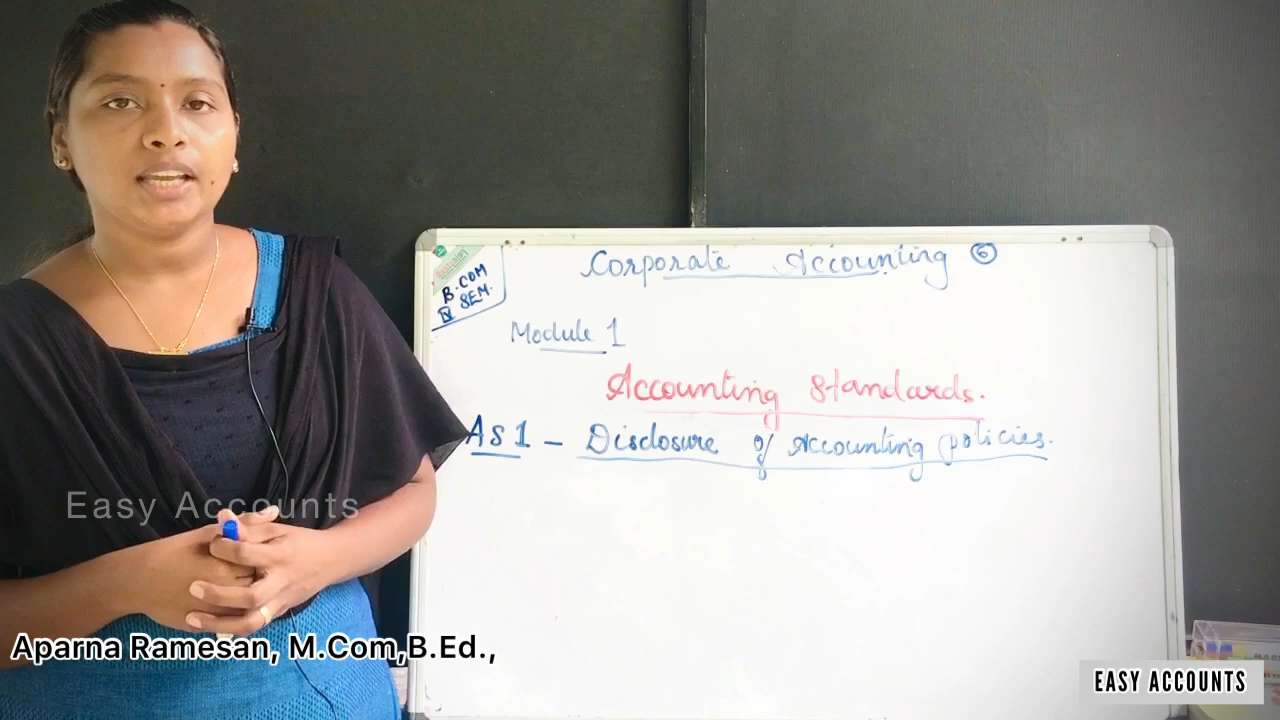 Corporate Accounting 6
B.COM
IV SEM.
Module 1
Accounting Standards.
AS 1 - Disclosure of Accounting policies.
Easy Accounts
Aparna Ramesan, M.Com,B.Ed.,
EASY ACCOUNTS